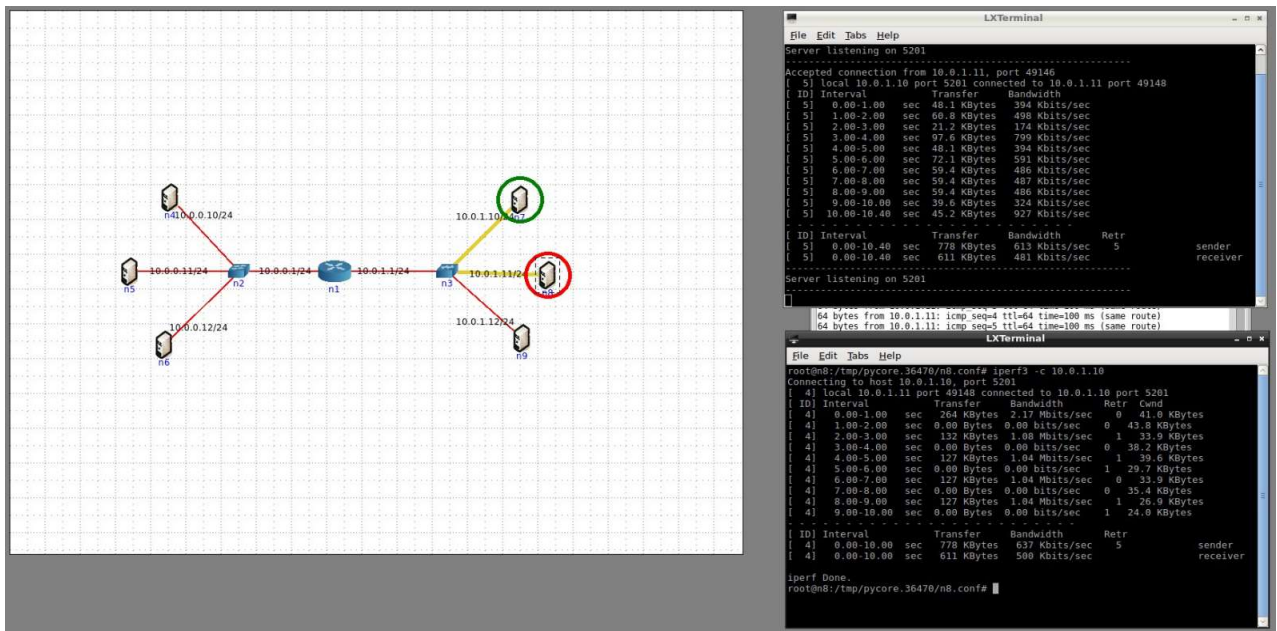 n4
10.0.0.10/24
10.0.0.11/24
n5
n2
10.0.0.1/24
n1
10.0.1.1/24
n3
10.0.0.12/24
n6
10.0.1.10/24
n7
10.0.1.11/24
n8
10.0.1.12/24
n9
LXTerminal
File Edit Tabs Help
Server listening on 5201
-----------------------------------------------------------
Accepted connection from 10.0.1.11, port 49146
[  5] local 10.0.1.10 port 5201 connected to 10.0.1.11 port 49148
[ ID] Interval           Transfer     Bandwidth
[  5]   0.00-1.00   sec  48.1 KBytes   394 Kbits/sec
[  5]   1.00-2.00   sec  60.8 KBytes   498 Kbits/sec
[  5]   2.00-3.00   sec  21.2 KBytes   174 Kbits/sec
[  5]   3.00-4.00   sec  97.6 KBytes   799 Kbits/sec
[  5]   4.00-5.00   sec  48.1 KBytes   394 Kbits/sec
[  5]   5.00-6.00   sec  72.1 KBytes   591 Kbits/sec
[  5]   6.00-7.00   sec  59.4 KBytes   486 Kbits/sec
[  5]   7.00-8.00   sec  59.4 KBytes   487 Kbits/sec
[  5]   8.00-9.00   sec  59.4 KBytes   486 Kbits/sec
[  5]   9.00-10.00  sec  39.6 KBytes   324 Kbits/sec
[  5]  10.00-10.40  sec  45.2 KBytes   927 Kbits/sec
- - - - - - - - - - - - - - - - - - - - - - - - -
[ ID] Interval           Transfer     Bandwidth       Retr
[  5]   0.00-10.40  sec   778 KBytes   613 Kbits/sec    5             sender
[  5]   0.00-10.40  sec   611 KBytes   481 Kbits/sec                  receiver
-----------------------------------------------------------
Server listening on 5201
-----------------------------------------------------------
64 bytes from 10.0.1.11: icmp_seq=4 ttl=64 time=100 ms (same route)
64 bytes from 10.0.1.11: icmp_seq=5 ttl=64 time=100 ms (same route)
LXTerminal
File Edit Tabs Help
root@n8:/tmp/pycore.36470/n8.conf# iperf3 -c 10.0.1.10
Connecting to host 10.0.1.10, port 5201
[  4] local 10.0.1.11 port 49148 connected to 10.0.1.10 port 5201
[ ID] Interval           Transfer     Bandwidth       Retr  Cwnd
[  4]   0.00-1.00   sec   264 KBytes  2.17 Mbits/sec    0   41.0 KBytes
[  4]   1.00-2.00   sec  0.00 Bytes  0.00 bits/sec    0   43.8 KBytes
[  4]   2.00-3.00   sec   132 KBytes  1.08 Mbits/sec    1   33.9 KBytes
[  4]   3.00-4.00   sec  0.00 Bytes  0.00 bits/sec    0   38.2 KBytes
[  4]   4.00-5.00   sec   127 KBytes  1.04 Mbits/sec    1   39.6 KBytes
[  4]   5.00-6.00   sec  0.00 Bytes  0.00 bits/sec    1   29.7 KBytes
[  4]   6.00-7.00   sec   127 KBytes  1.04 Mbits/sec    0   33.9 KBytes
[  4]   7.00-8.00   sec  0.00 Bytes  0.00 bits/sec    0   35.4 KBytes
[  4]   8.00-9.00   sec   127 KBytes  1.04 Mbits/sec    1   26.9 KBytes
[  4]   9.00-10.00  sec  0.00 Bytes  0.00 bits/sec    1   24.0 KBytes
- - - - - - - - - - - - - - - - - - - - - - - - -
[ ID] Interval           Transfer     Bandwidth       Retr
[  4]   0.00-10.00  sec   778 KBytes   637 Kbits/sec    5             sender
[  4]   0.00-10.00  sec   611 KBytes   500 Kbits/sec                  receiver
iperf Done.
root@n8:/tmp/pycore.36470/n8.conf#